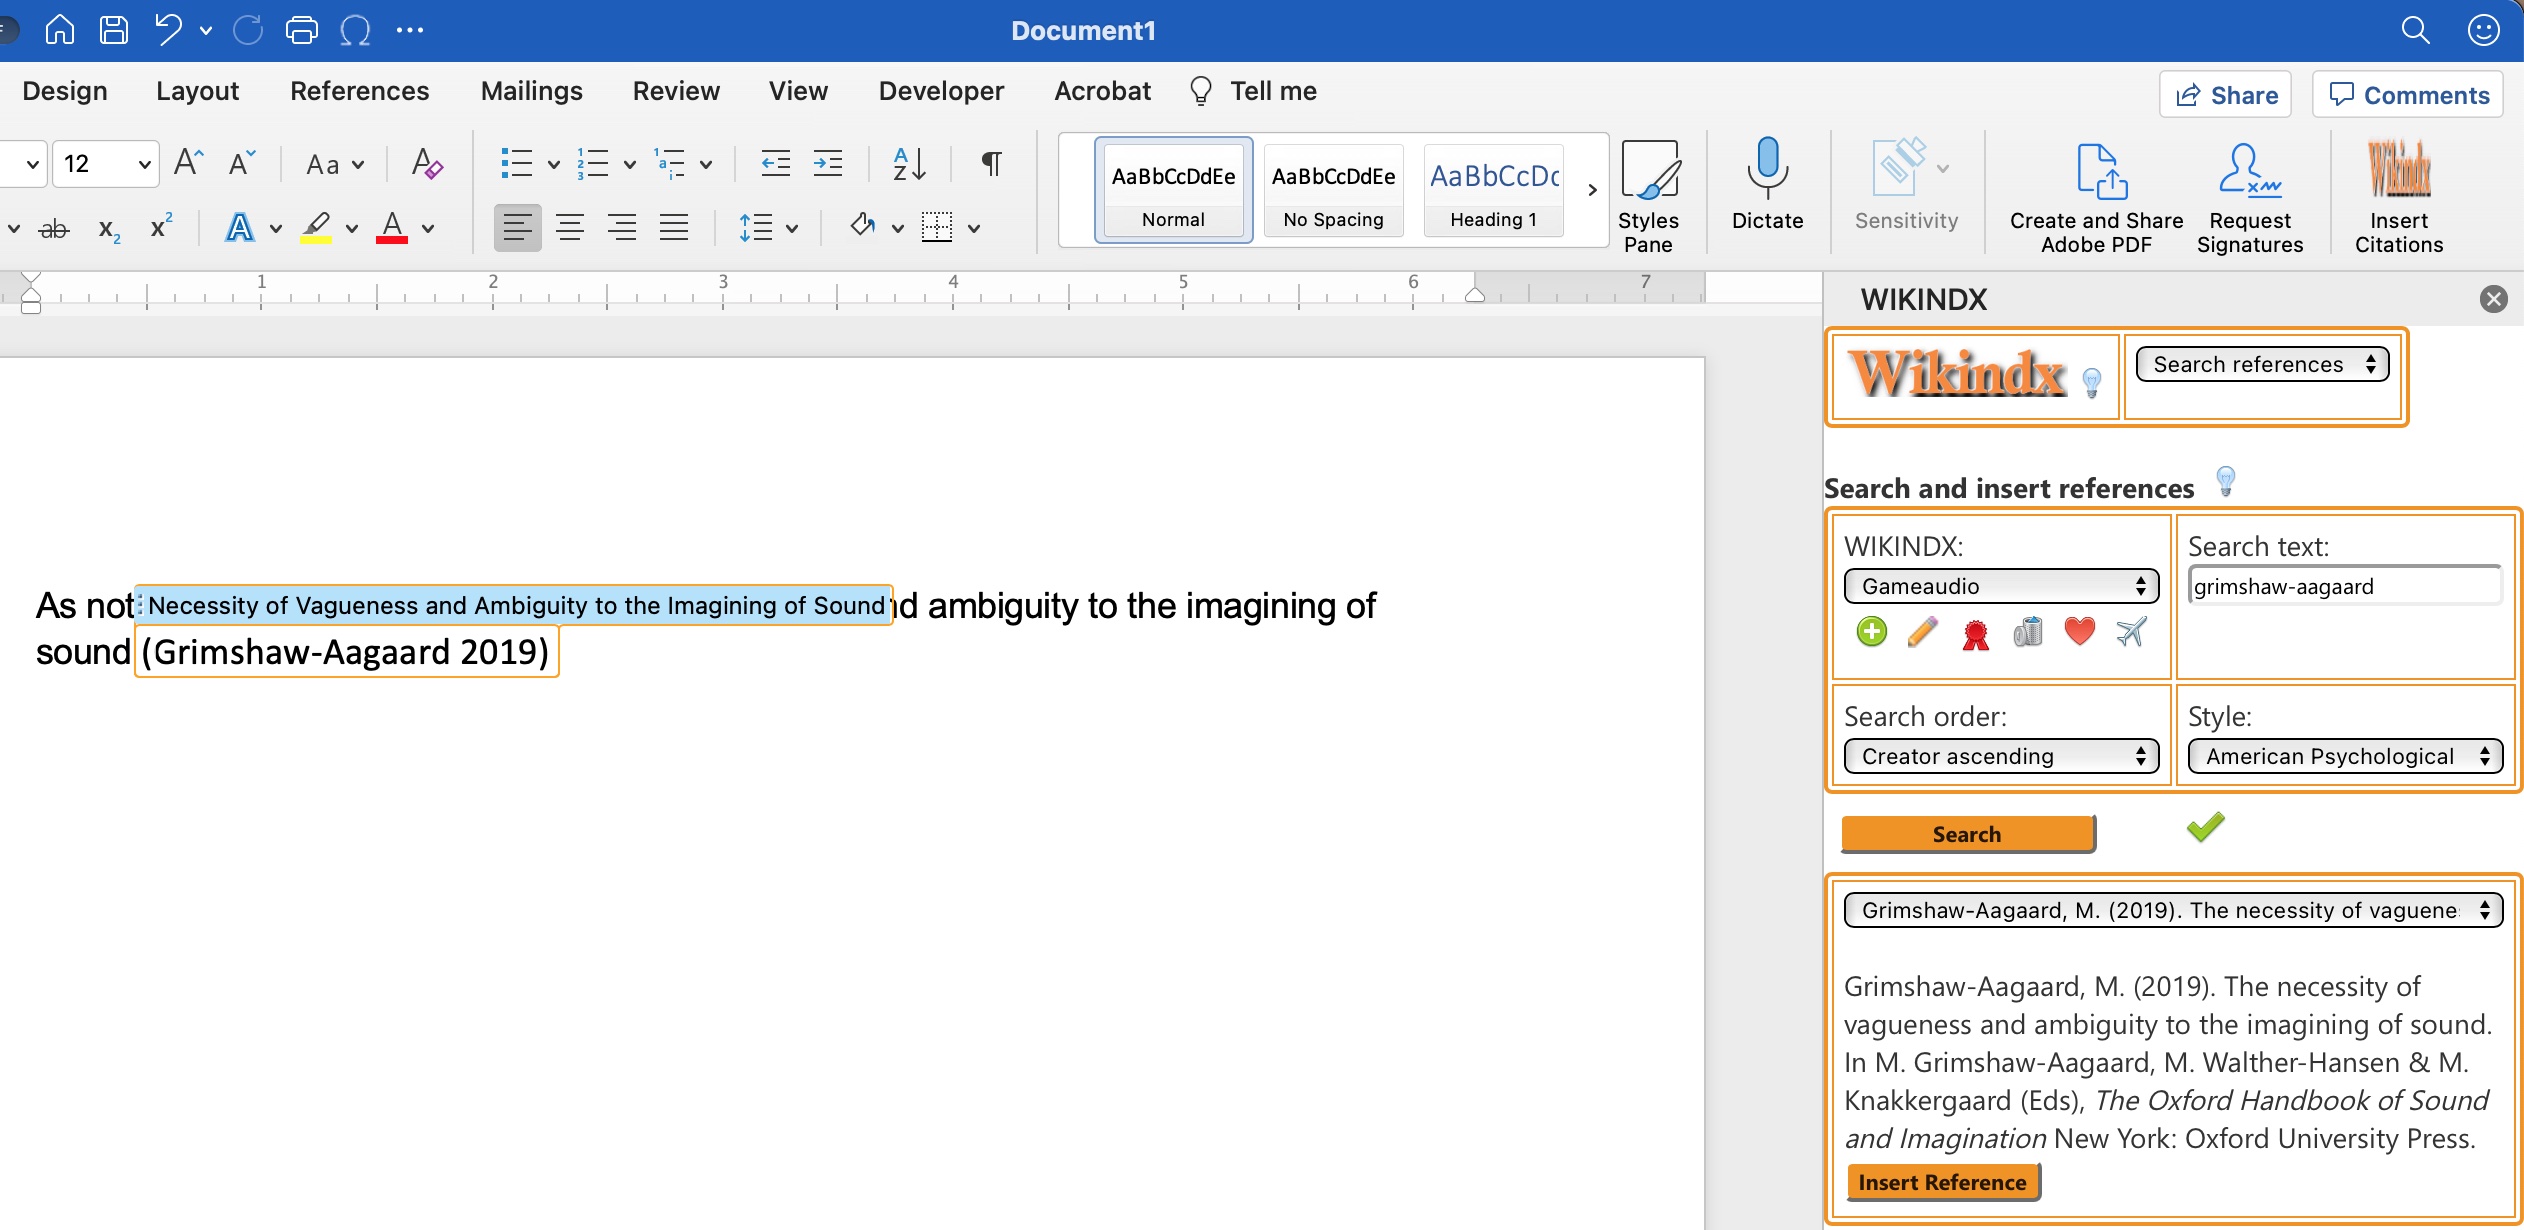 Document1
Design Layout References Mailings Review View Developer Acrobat Tell me
Share Comments
12 Aa
AaBbCcDdEe AaBbCcDdEe AaBbCcDc
Normal No Spacing Heading 1
Styles Pane
Dictate
Sensitivity
Create and Share Adobe PDF
Request Signatures
Wikindx
Insert Citations
1 2 3 4 5 6 7
WIKINDX
Wikindx
Search references
Search and insert references
WIKINDX:
Gameaudio
Search text:
grimshaw-aagaard
Search order:
Creator ascending
Style:
American Psychological
Search
Grimshaw-Aagaard, M. (2019). The necessity of vaguene
Grimshaw-Aagaard, M. (2019). The necessity of
vagueness and ambiguity to the imagining of sound.
In M. Grimshaw-Aagaard, M. Walther-Hansen & M.
Knakkergaard (Eds), The Oxford Handbook of Sound
and Imagination New York: Oxford University Press.
Insert Reference
As not Necessity of Vagueness and Ambiguity to the Imagining of Sound nd ambiguity to the imagining of
sound (Grimshaw-Aagaard 2019)